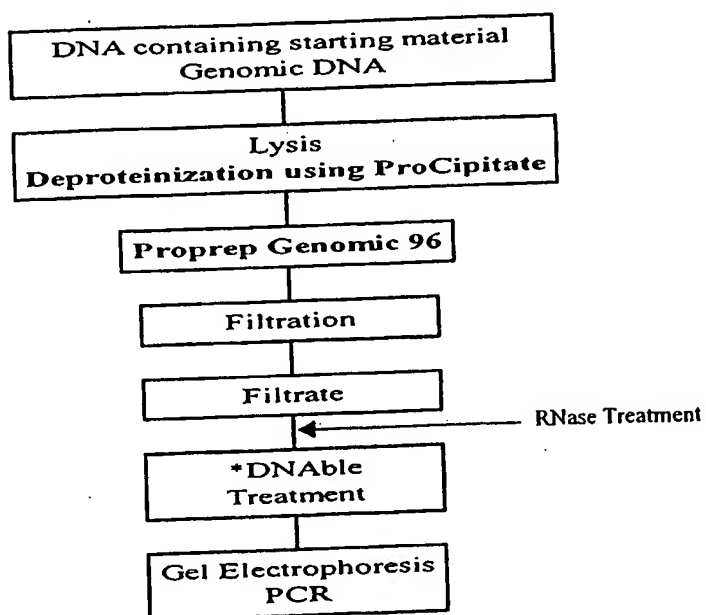 DNA containing starting material
Genomic DNA
Lysis
Deproteinization using ProCipitate
Proprep Genomic 96
Filtration
Filtrate
RNase Treatment
*DNAble
Treatment
Gel Electrophoresis
PCR